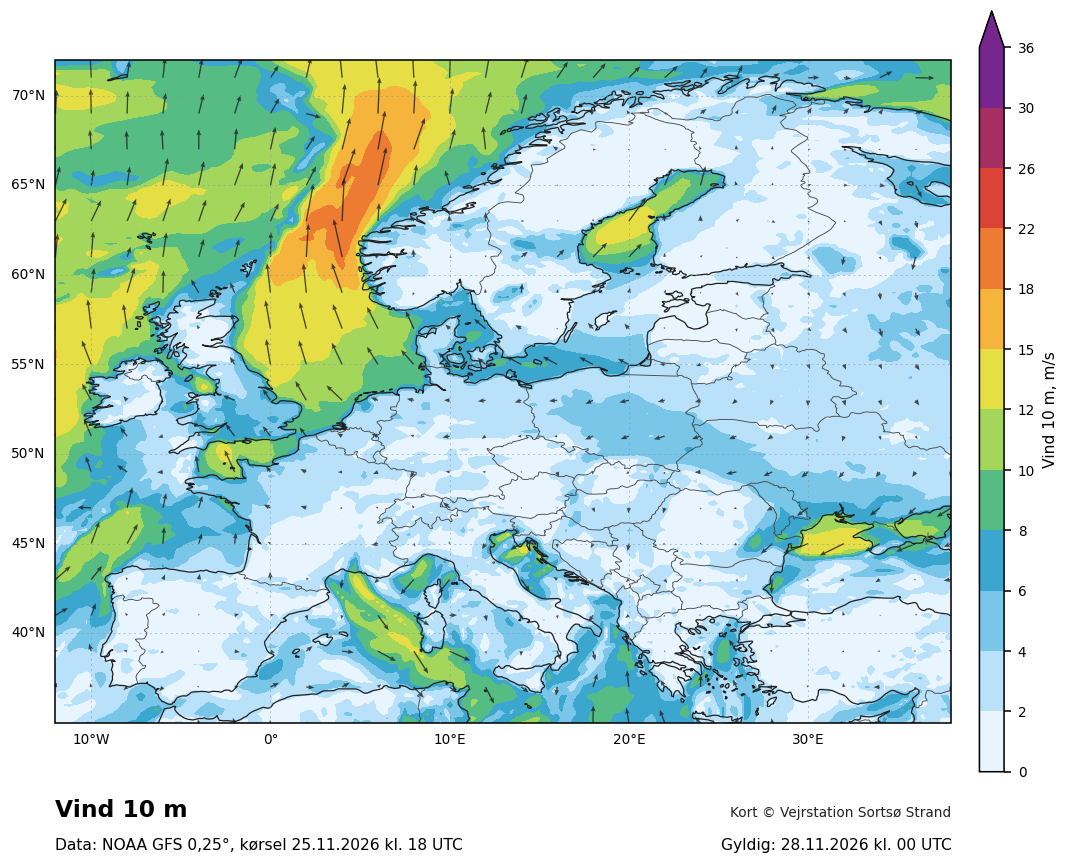 36
30
26
22
18
15
12
10
8
6
4
2
0
Vind 10 m, m/s
70°N
65°N
60°N
55°N
50°N
45°N
40°N
10°W
0°
10°E
20°E
30°E
Vind 10 m
Kort © Vejrstation Sortsø Strand
Data: NOAA GFS 0,25°, kørsel 25.11.2026 kl. 18 UTC
Gyldig: 28.11.2026 kl. 00 UTC